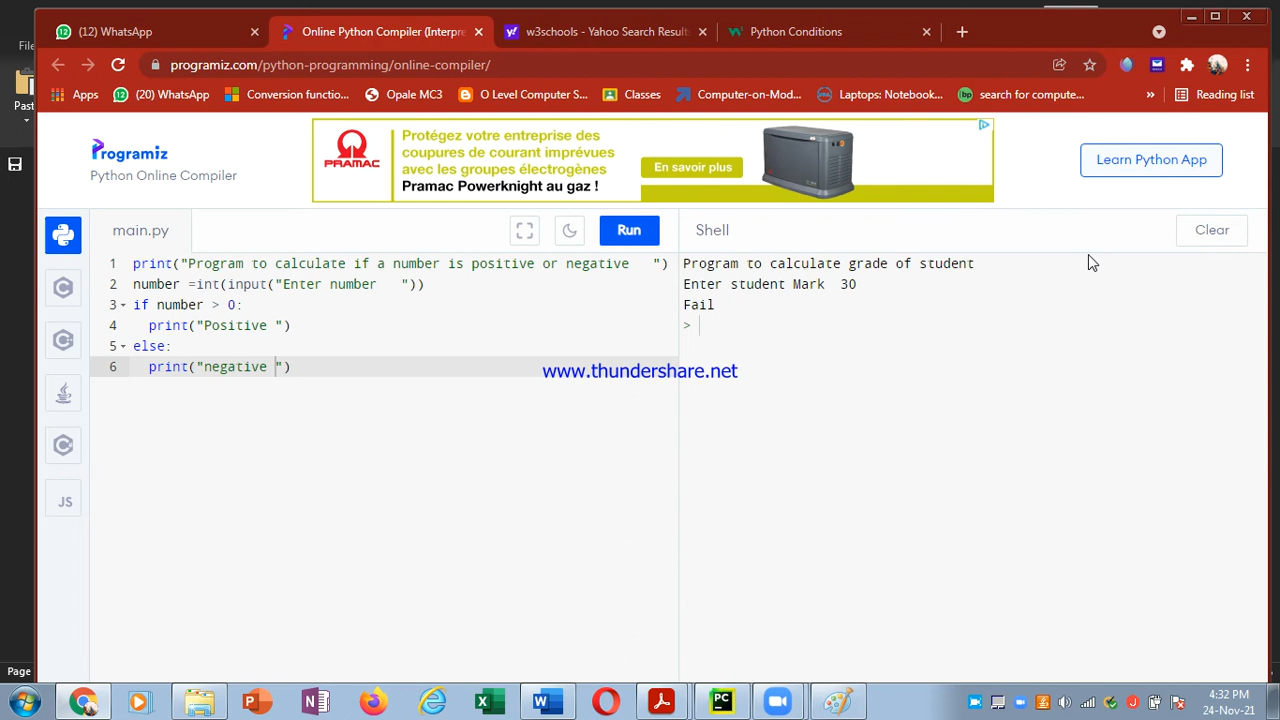 File
(12) WhatsApp
Online Python Compiler (Interpre
w3schools - Yahoo Search Results
Python Conditions
programiz.com/python-programming/online-compiler/
Past
Apps
(20) WhatsApp
Conversion functio...
Opale MC3
O Level Computer S...
Classes
Computer-on-Mod...
Laptops: Notebook...
search for compute...
»
Reading list
Programiz
Python Online Compiler
PRAMAC
Protégez votre entreprise des
coupures de courant imprévues
avec les groupes électrogènes
Pramac Powerknight au gaz !
En savoir plus
Learn Python App
main.py
Run
Shell
Clear
1 print("Program to calculate if a number is positive or negative   ")
2 number =int(input("Enter number   "))
3 if number > 0:
4   print("Positive ")
5 else:
6   print("negative ")
Program to calculate grade of student
Enter student Mark  30
Fail
>
www.thundershare.net
JS
Page
4:32 PM
24-Nov-21